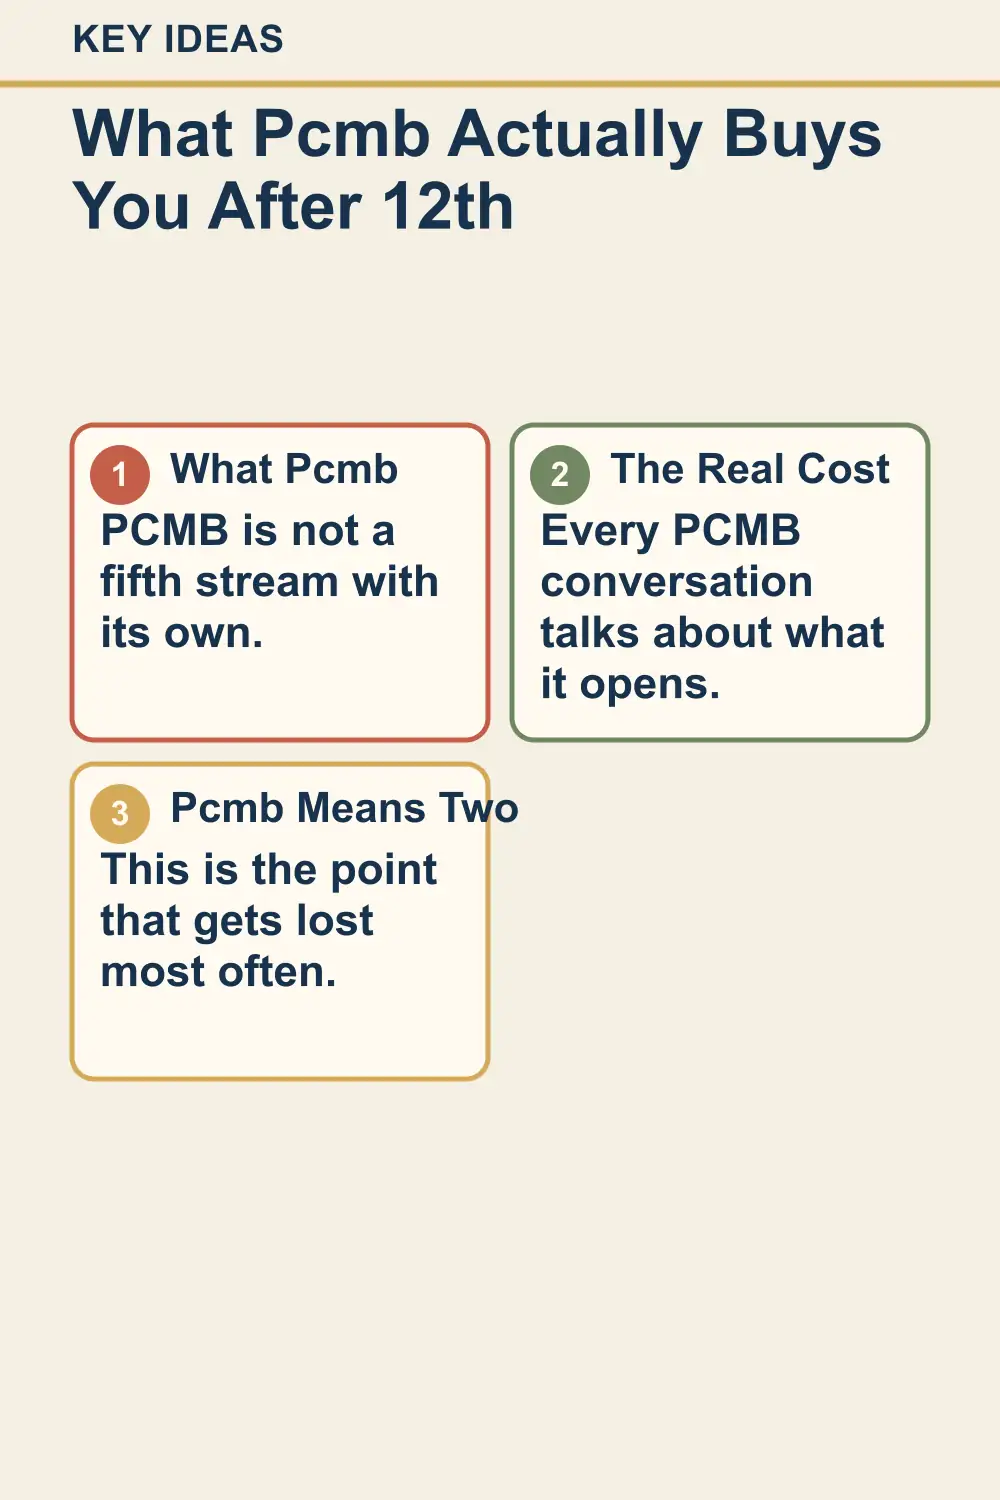 KEY IDEAS
What Pcmb Actually Buys
You After 12th
1 What Pcmb
PCMB is not a
fifth stream with
its own.
2 The Real Cost
Every PCMB
conversation
talks about what
it opens.
3 Pcmb Means Two
This is the point
that gets lost
most often.